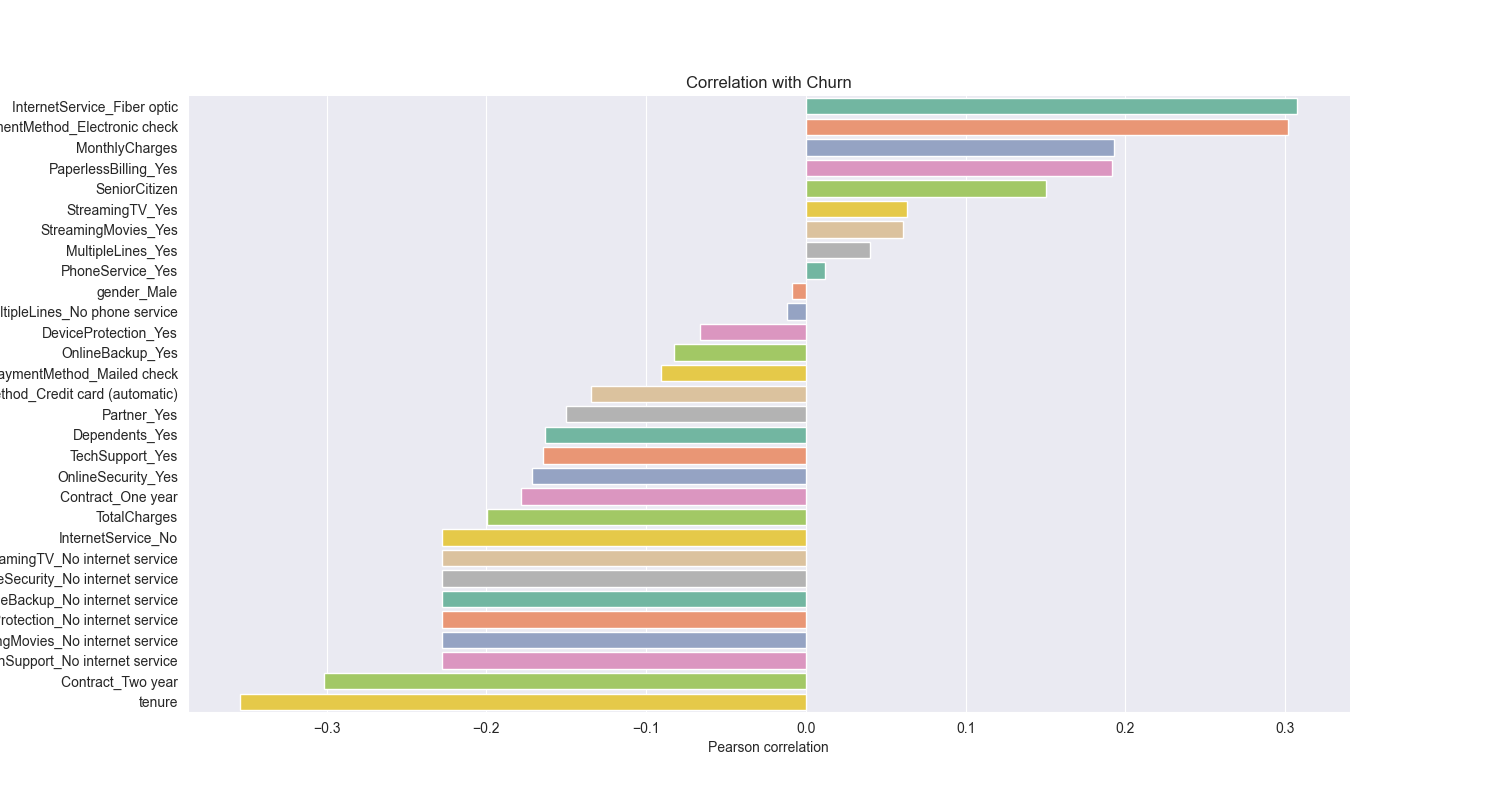 Correlation with Churn
InternetService_Fiber optic
mentMethod_Electronic check
MonthlyCharges
PaperlessBilling_Yes
SeniorCitizen
StreamingTV_Yes
StreamingMovies_Yes
MultipleLines_Yes
PhoneService_Yes
gender_Male
ltipleLines_No phone service
DeviceProtection_Yes
OnlineBackup_Yes
aymentMethod_Mailed check
ethod_Credit card (automatic)
Partner_Yes
Dependents_Yes
TechSupport_Yes
OnlineSecurity_Yes
Contract_One year
TotalCharges
InternetService_No
amingTV_No internet service
eSecurity_No internet service
eBackup_No internet service
rotection_No internet service
ngMovies_No internet service
hSupport_No internet service
Contract_Two year
tenure
−0.3 −0.2 −0.1 0.0 0.1 0.2 0.3
Pearson correlation